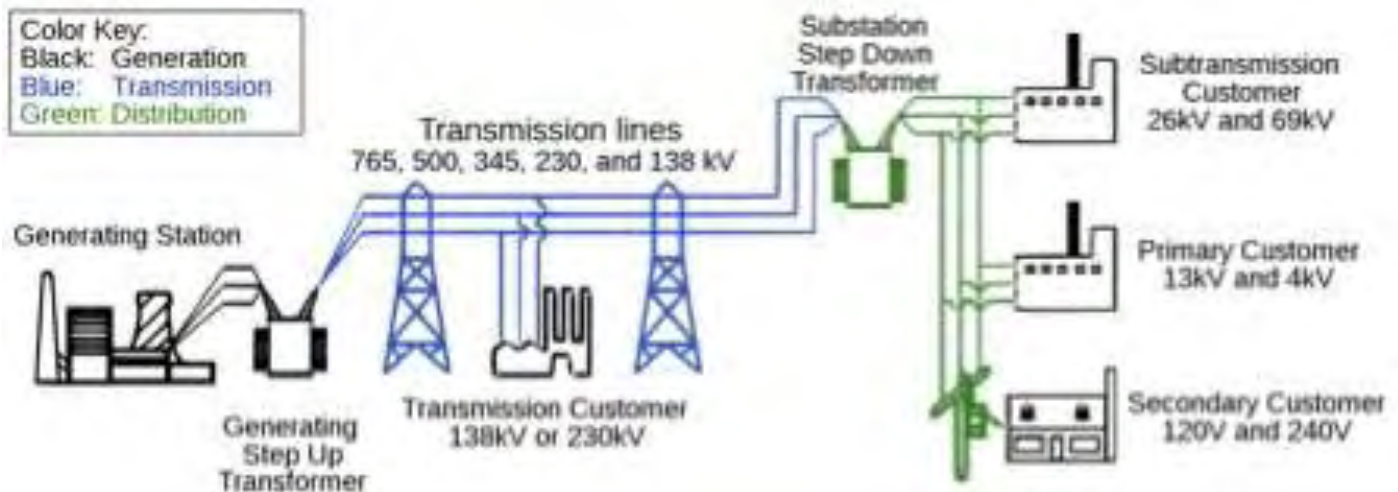 Color Key:
Black: Generation
Blue: Transmission
Green: Distribution
Substation
Step Down
Transformer
Subtransmission
Customer
26kV and 69kV
Transmission lines
765, 500, 345, 230, and 138 kV
Generating Station
Primary Customer
13kV and 4kV
Transmission Customer
138kV or 230kV
Generating
Step Up
Transformer
Secondary Customer
120V and 240V